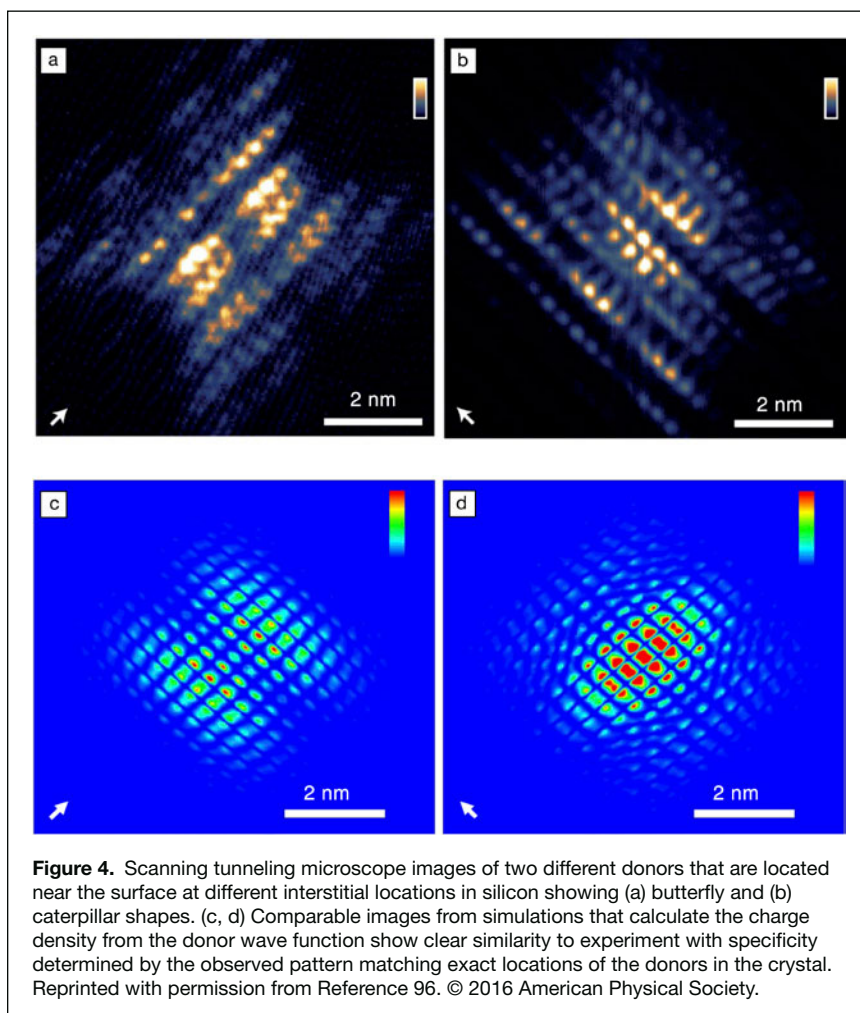 a
b
2 nm
2 nm
c
d
2 nm
2 nm
Figure 4. Scanning tunneling microscope images of two different donors that are located
near the surface at different interstitial locations in silicon showing (a) butterfly and (b)
caterpillar shapes. (c, d) Comparable images from simulations that calculate the charge
density from the donor wave function show clear similarity to experiment with specificity
determined by the observed pattern matching exact locations of the donors in the crystal.
Reprinted with permission from Reference 96. © 2016 American Physical Society.